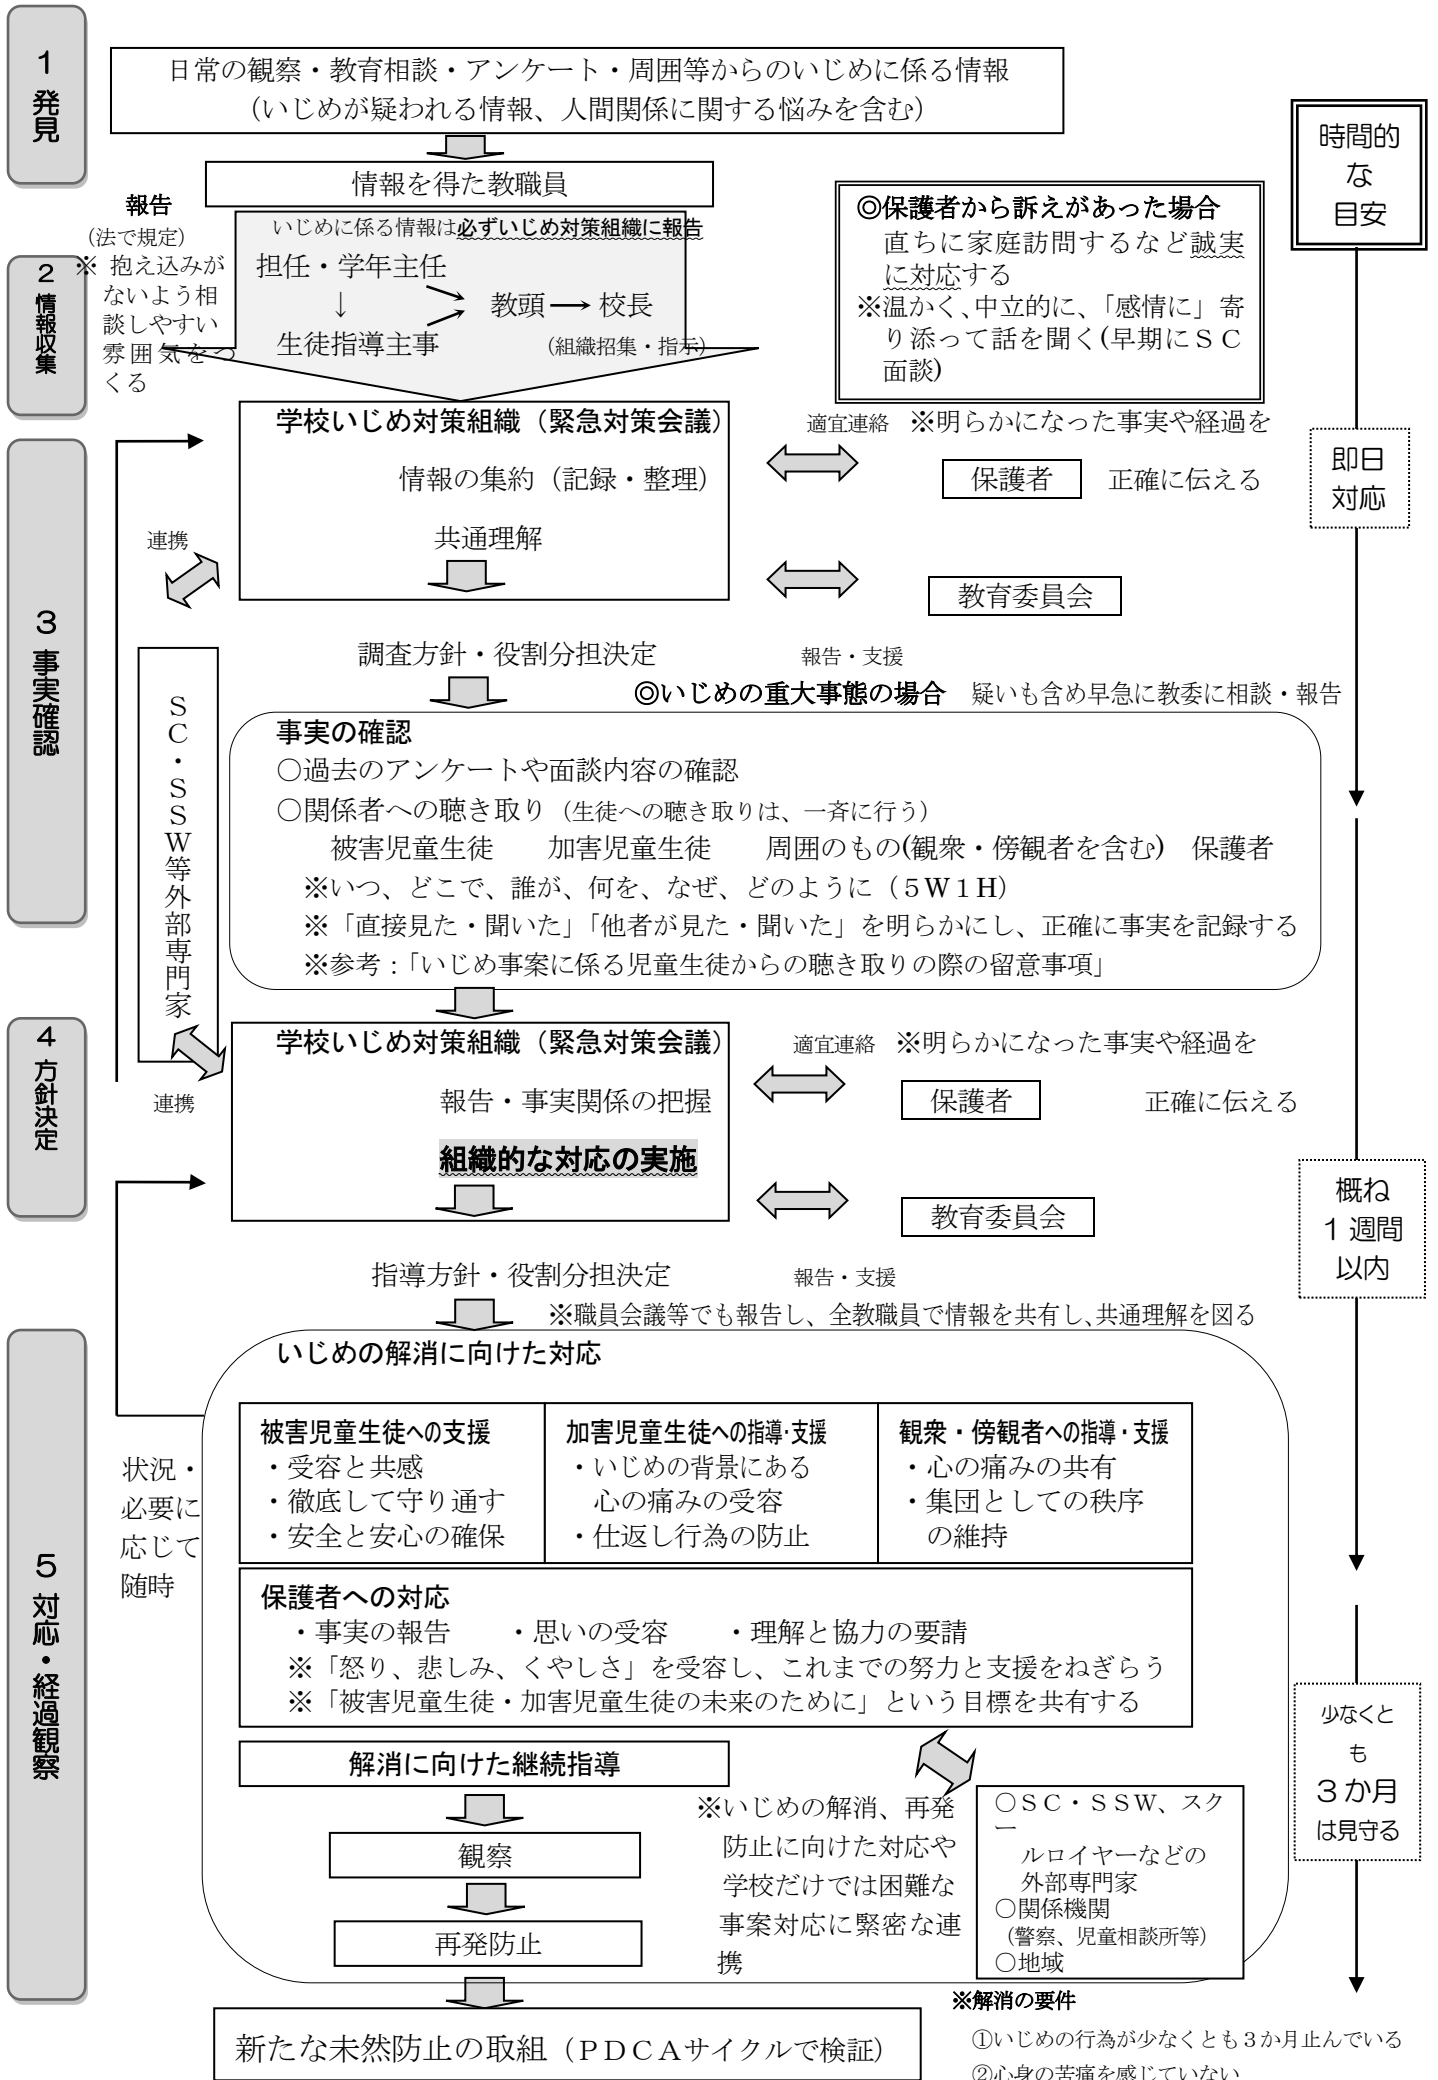 1 発見
日常の観察・教育相談・アンケート・周囲等からのいじめに係る情報
(いじめが疑われる情報、人間関係に関する悩みを含む)
時間的
な
目安
情報を得た教職員
報告
(法で規定)
※ 抱え込みが
ないよう相
談しやすい
雰囲気をつ
くる
2 情報収集
いじめに係る情報は必ずいじめ対策組織に報告
担任・学年主任
↓
教頭→校長
生徒指導主事
(組織招集・指示)
◎保護者から訴えがあった場合
直ちに家庭訪問するなど誠実
に対応する
※温かく、中立的に、「感情に」寄
り添って話を聞く(早期にSC
面談)
3 事実確認
学校いじめ対策組織(緊急対策会議)
情報の集約(記録・整理)
共通理解
適宜連絡 ※明らかになった事実や経過を
保護者 正確に伝える
教育委員会
即日
対応
連携
調査方針・役割分担決定
報告・支援
◎いじめの重大事態の場合 疑いも含め早急に教委に相談・報告
SC・SSW等外部専門家
事実の確認
○過去のアンケートや面談内容の確認
○関係者への聴き取り(生徒への聴き取りは、一斉に行う)
被害児童生徒 加害児童生徒 周囲のもの(観衆・傍観者を含む) 保護者
※いつ、どこで、誰が、何を、なぜ、どのように(5W1H)
※「直接見た・聞いた」「他者が見た・聞いた」を明らかにし、正確に事実を記録する
※参考:「いじめ事案に係る児童生徒からの聴き取りの際の留意事項」
4 方針決定
学校いじめ対策組織(緊急対策会議)
報告・事実関係の把握
組織的な対応の実施
適宜連絡 ※明らかになった事実や経過を
保護者 正確に伝える
教育委員会
連携
概ね
1週間
以内
指導方針・役割分担決定
報告・支援
※職員会議等でも報告し、全教職員で情報を共有し、共通理解を図る
5 対応・経過観察
いじめの解消に向けた対応
状況・
必要に
応じて
随時
被害児童生徒への支援
・受容と共感
・徹底して守り通す
・安全と安心の確保
加害児童生徒への指導・支援
・いじめの背景にある
心の痛みの受容
・仕返し行為の防止
観衆・傍観者への指導・支援
・心の痛みの共有
・集団としての秩序
の維持
保護者への対応
・事実の報告 ・思いの受容 ・理解と協力の要請
※「怒り、悲しみ、くやしさ」を受容し、これまでの努力と支援をねぎらう
※「被害児童生徒・加害児童生徒の未来のために」という目標を共有する
少なくと
も
3か月
は見守る
解消に向けた継続指導
観察
再発防止
※いじめの解消、再発
防止に向けた対応や
学校だけでは困難な
事案対応に緊密な連
携
○SC・SSW、スク
ー
ルロイヤーなどの
外部専門家
○関係機関
(警察、児童相談所等)
○地域
新たな未然防止の取組(PDCAサイクルで検証)
※解消の要件
①いじめの行為が少なくとも3か月止んでいる
②心身の苦痛を感じていない